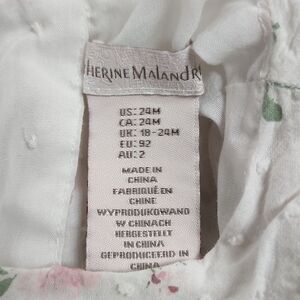 HERINE MALANDR
US: 24M
CA: 24M
UK: 18-24M
EU: 92
AU: 2
MADE IN
CHINA
FABRIQUÉ EN
CHINE
WYPRODUKOWANO
W CHINACH
HERGESTELLT
IN CHINA
GEPRODUCEERD IN
CHINA